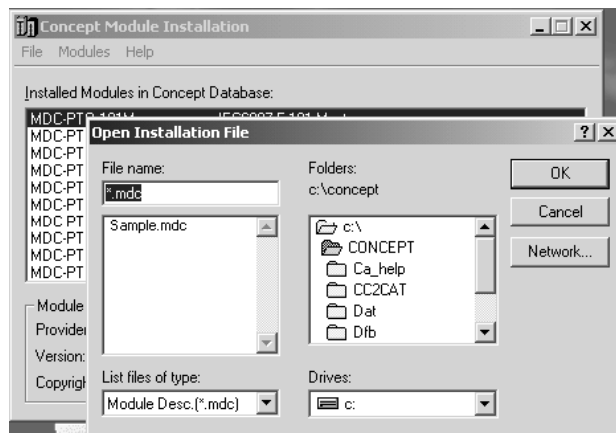 Concept Module Installation
File Modules Help
Installed Modules in Concept Database:
MDC-PT
MDC-PT
MDC-PT
MDC-PT
MDC-PT
MDC-PT
MDC PT
MDC-PT
MDC-PT
MDC-PT
Module
Provider
Version:
Copyrigh
Open Installation File
File name:
*.mdc
Sample.mdc
List files of type:
Module Desc.(*.mdc)
Folders:
c:\concept
c:\
CONCEPT
Ca_help
CC2CAT
Dat
Dfb
Drives:
c:
OK
Cancel
Network...